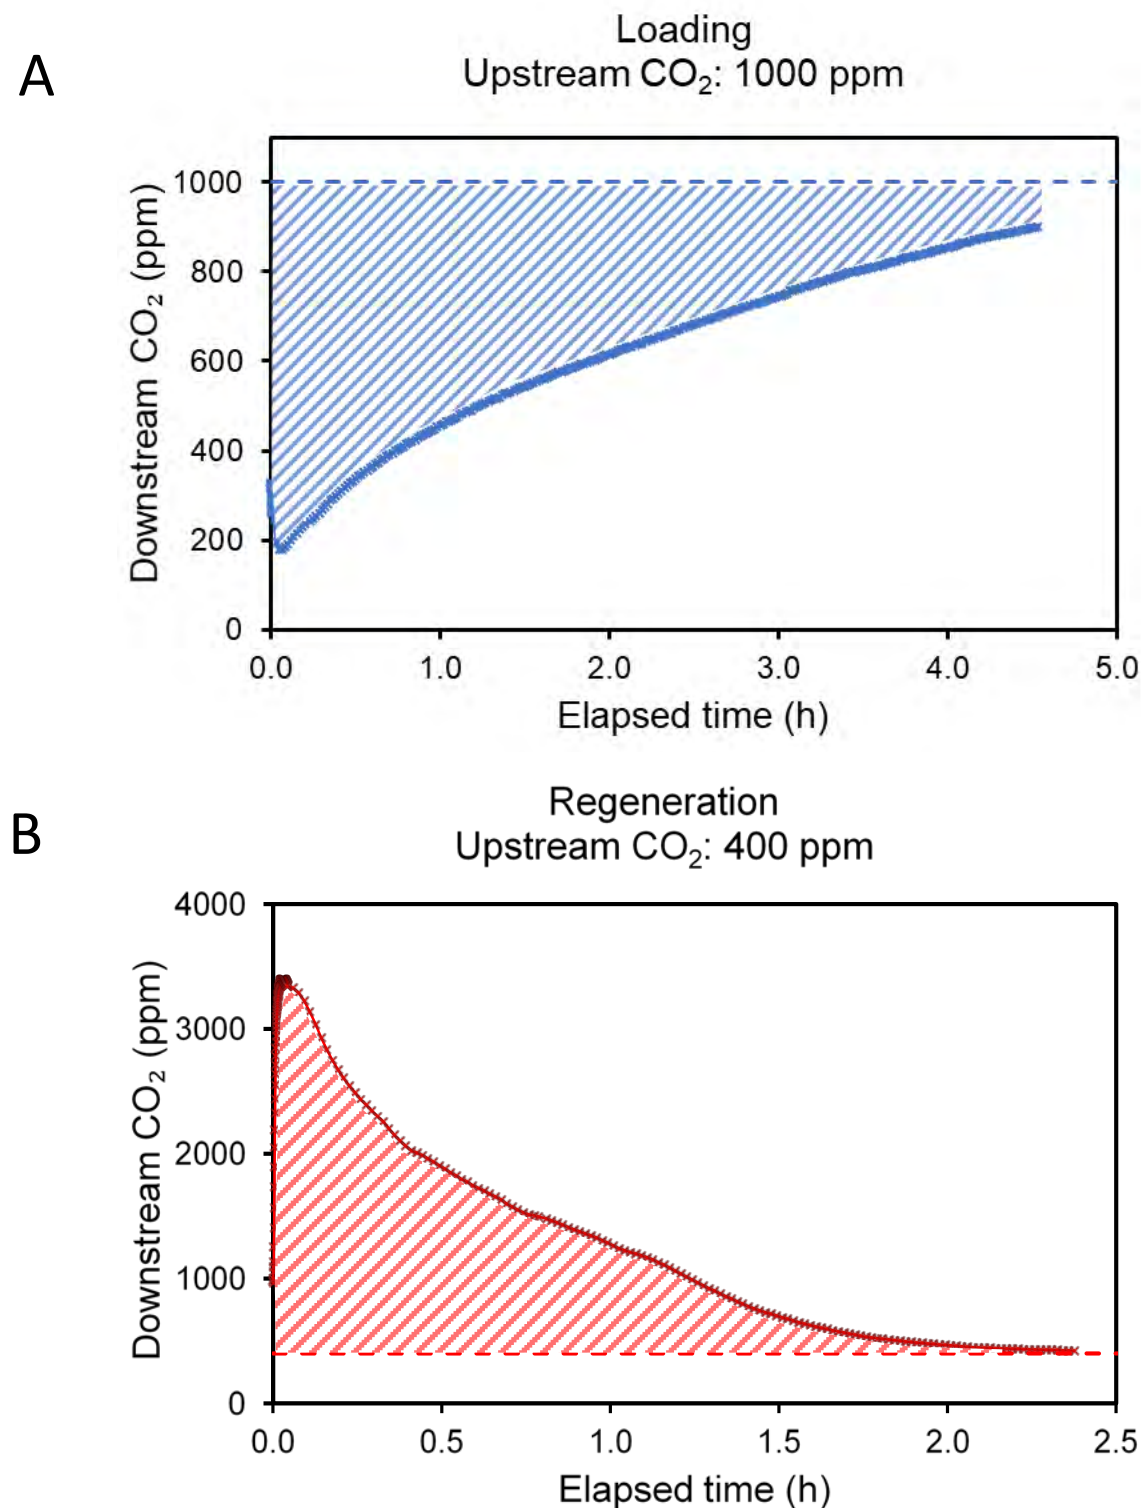 A
Loading
Upstream CO₂: 1000 ppm
Downstream CO₂ (ppm)
1000
800
600
400
200
0
0.0 1.0 2.0 3.0 4.0 5.0
Elapsed time (h)
B
Regeneration
Upstream CO₂: 400 ppm
Downstream CO₂ (ppm)
4000
3000
2000
1000
0
0.0 0.5 1.0 1.5 2.0 2.5
Elapsed time (h)